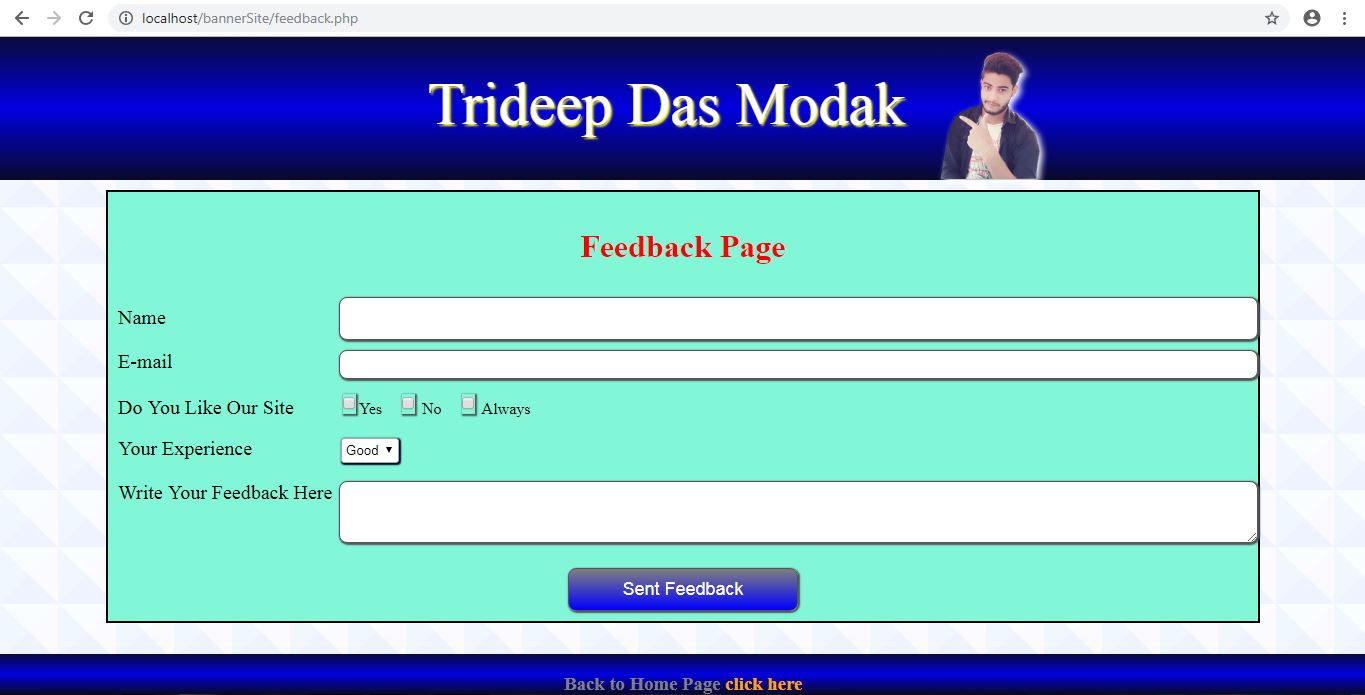 localhost/bannerSite/feedback.php
Trideep Das Modak
Feedback Page
Name
E-mail
Do You Like Our Site Yes No Always
Your Experience Good
Write Your Feedback Here
Sent Feedback
Back to Home Page click here